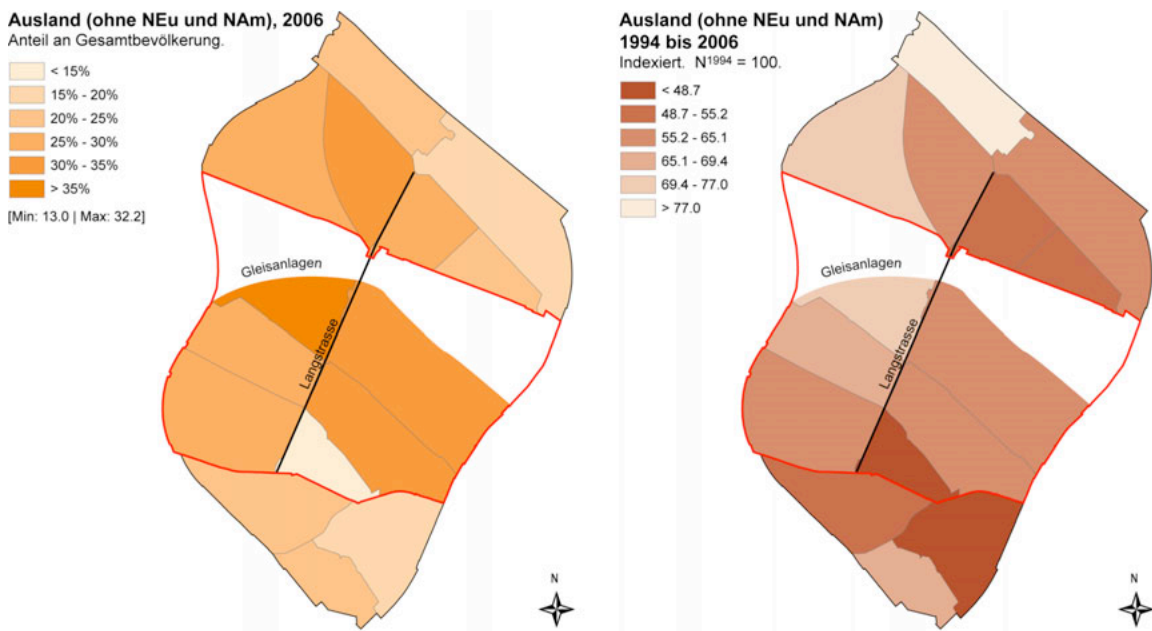 Ausland (ohne NEu und NAm), 2006
Anteil an Gesamtbevölkerung.
< 15%
15% - 20%
20% - 25%
25% - 30%
30% - 35%
> 35%
[Min: 13.0 | Max: 32.2]
Gleisanlagen
Langstrasse
N
Ausland (ohne NEu und NAm)
1994 bis 2006
Indexiert. N1994 = 100.
< 48.7
48.7 - 55.2
55.2 - 65.1
65.1 - 69.4
69.4 - 77.0
> 77.0
Gleisanlagen
Langstrasse
N